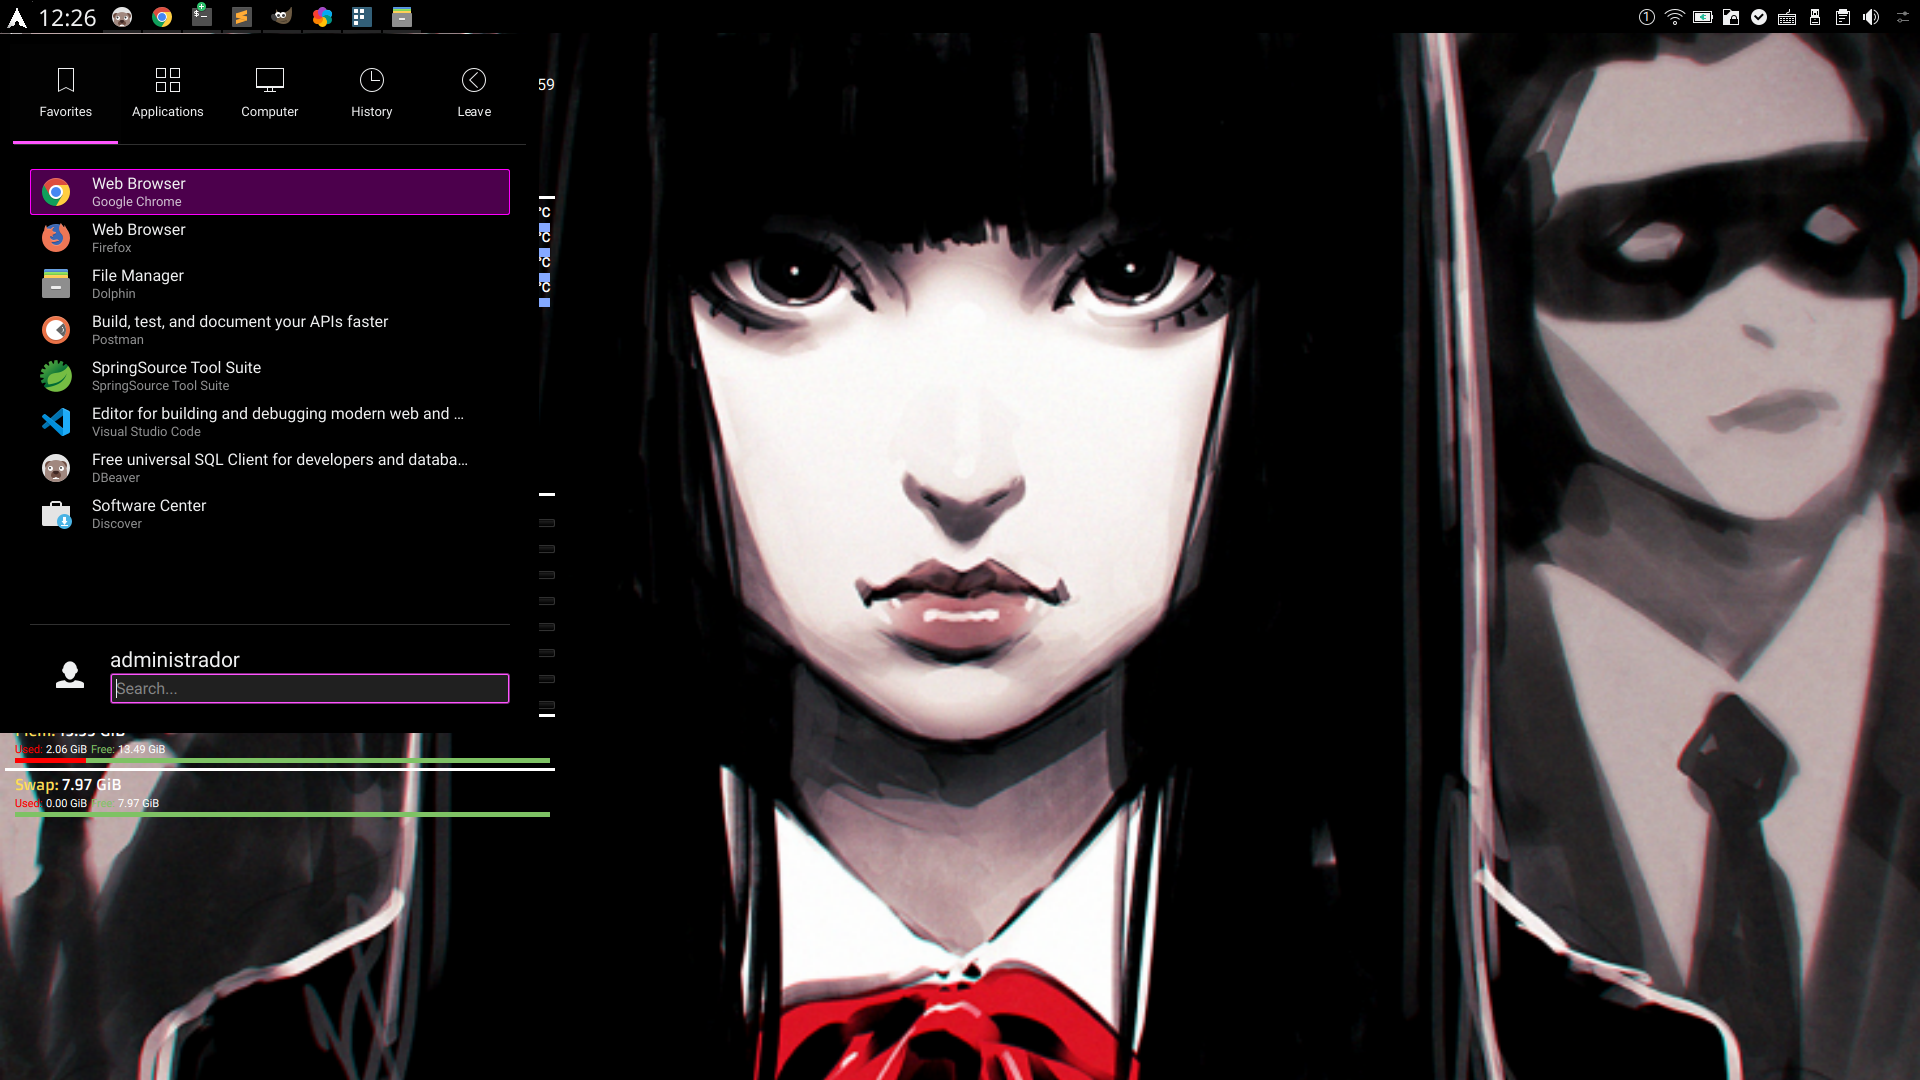 12:26
1
Favorites
Applications
Computer
History
Leave
59
Web Browser
Google Chrome
°C
Web Browser
Firefox
°C
File Manager
Dolphin
°C
°C
Build, test, and document your APIs faster
Postman
SpringSource Tool Suite
SpringSource Tool Suite
Editor for building and debugging modern web and ...
Visual Studio Code
Free universal SQL Client for developers and databa...
DBeaver
Software Center
Discover
administrador
Search...
Used: 2.06 GiB Free: 13.49 GiB
Swap: 7.97 GiB
Used: 0.00 GiB Free: 7.97 GiB